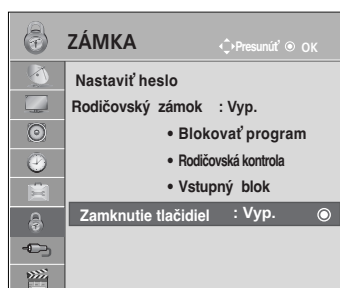 ZÁMKA Presunúť OK
Nastaviť heslo
Rodičovský zámok : Vyp.
• Blokovať program
• Rodičovská kontrola
• Vstupný blok
Zamknutie tlačidiel : Vyp.